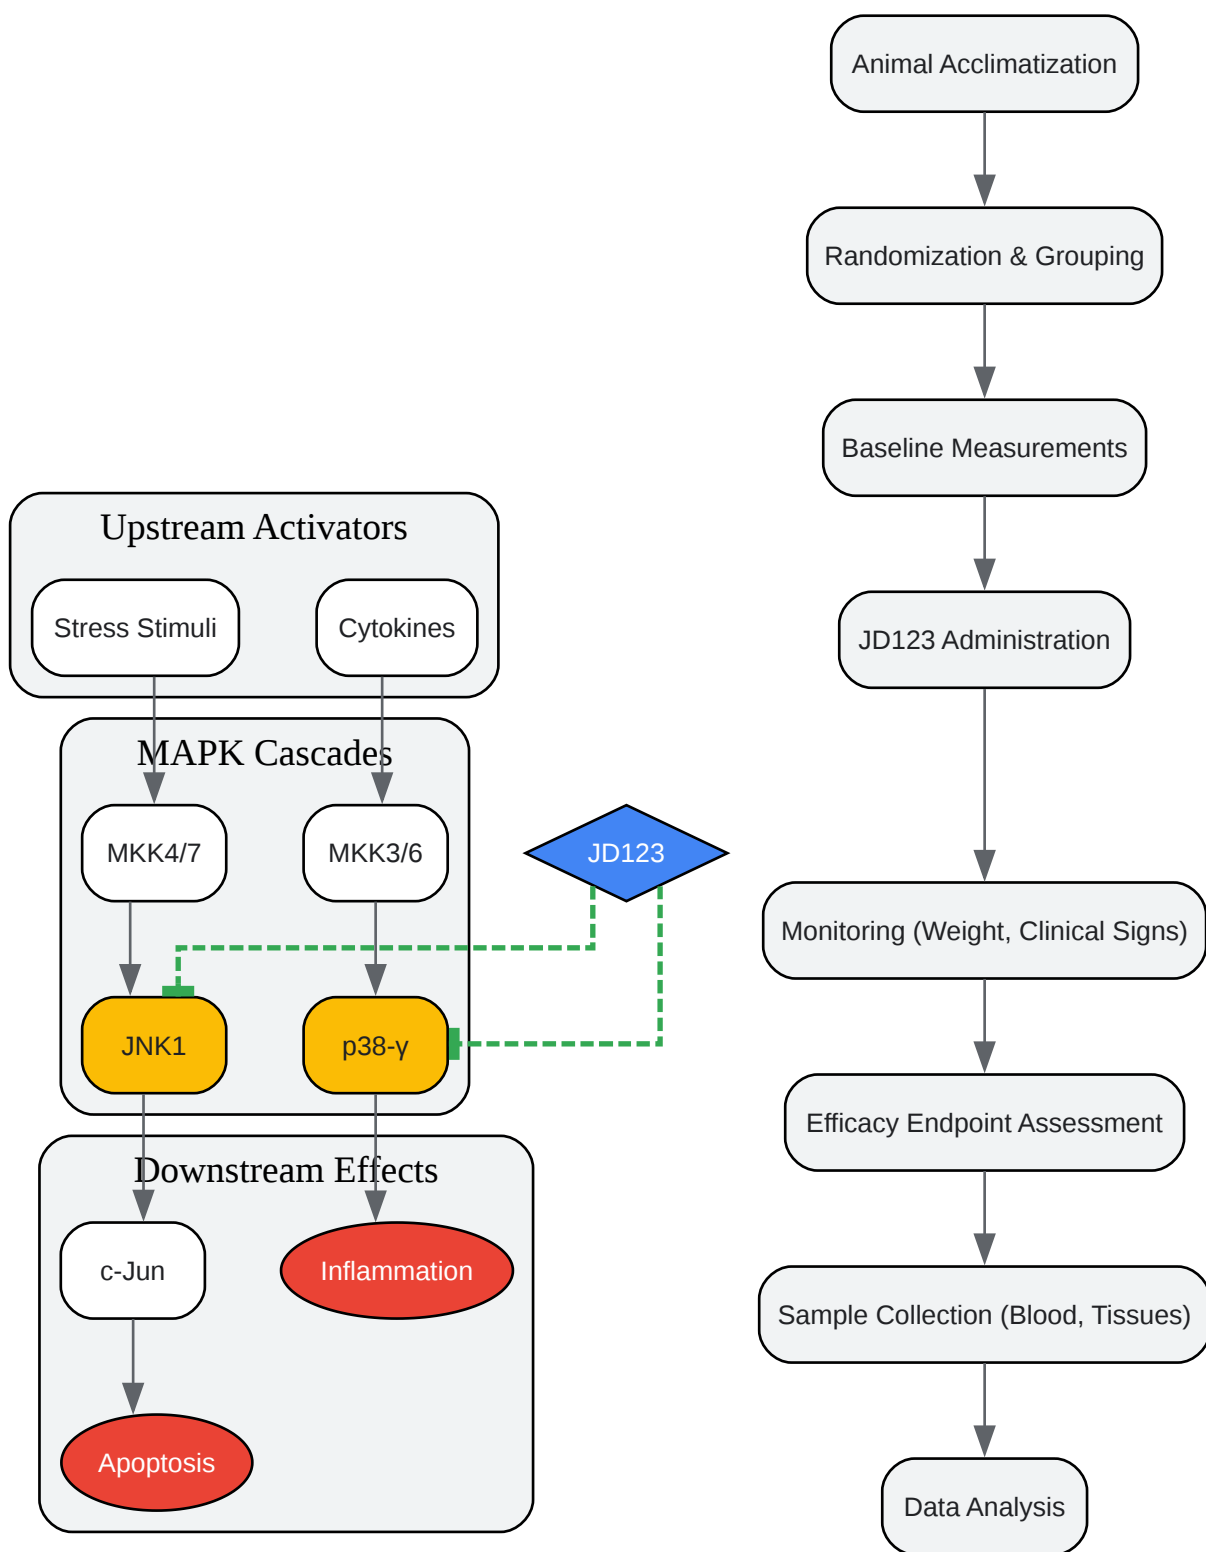 Upstream Activators
Stress Stimuli
Cytokines
MAPK Cascades
MKK4/7
MKK3/6
JD123
JNK1
p38-γ
Downstream Effects
c-Jun
Inflammation
Apoptosis
Animal Acclimatization
Randomization & Grouping
Baseline Measurements
JD123 Administration
Monitoring (Weight, Clinical Signs)
Efficacy Endpoint Assessment
Sample Collection (Blood, Tissues)
Data Analysis